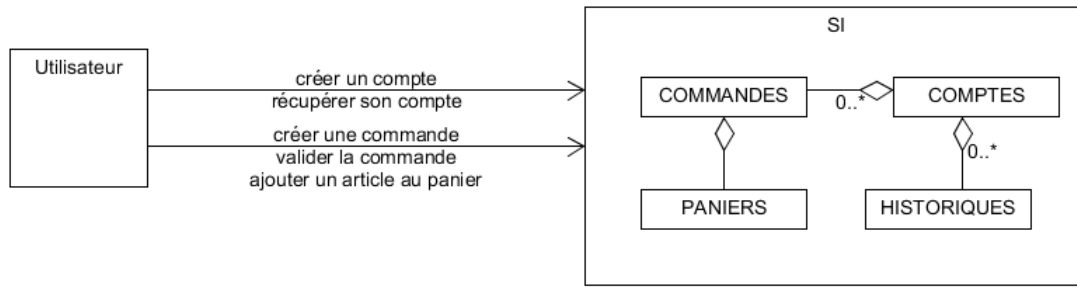 SI
Utilisateur
créer un compte
récupérer son compte
créer une commande
valider la commande
ajouter un article au panier
COMMANDES
0..*
COMPTES
0..*
PANIERS
HISTORIQUES